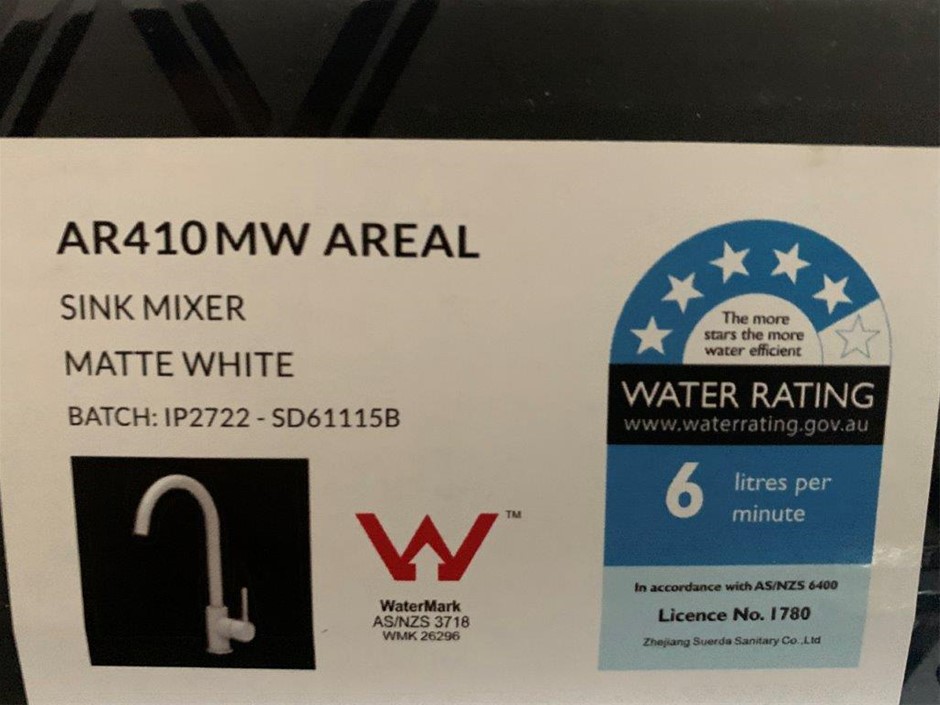 AR410MW AREAL
SINK MIXER
MATTE WHITE
BATCH: IP2722 - SD61115B
TM
WaterMark
AS/NZS 3718
WMK 26296
The more
stars the more
water efficient
WATER RATING
www.waterrating.gov.au
6 litres per
minute
In accordance with AS/NZS 6400
Licence No. 1780
Zhejiang Suerda Sanitary Co.,Ltd